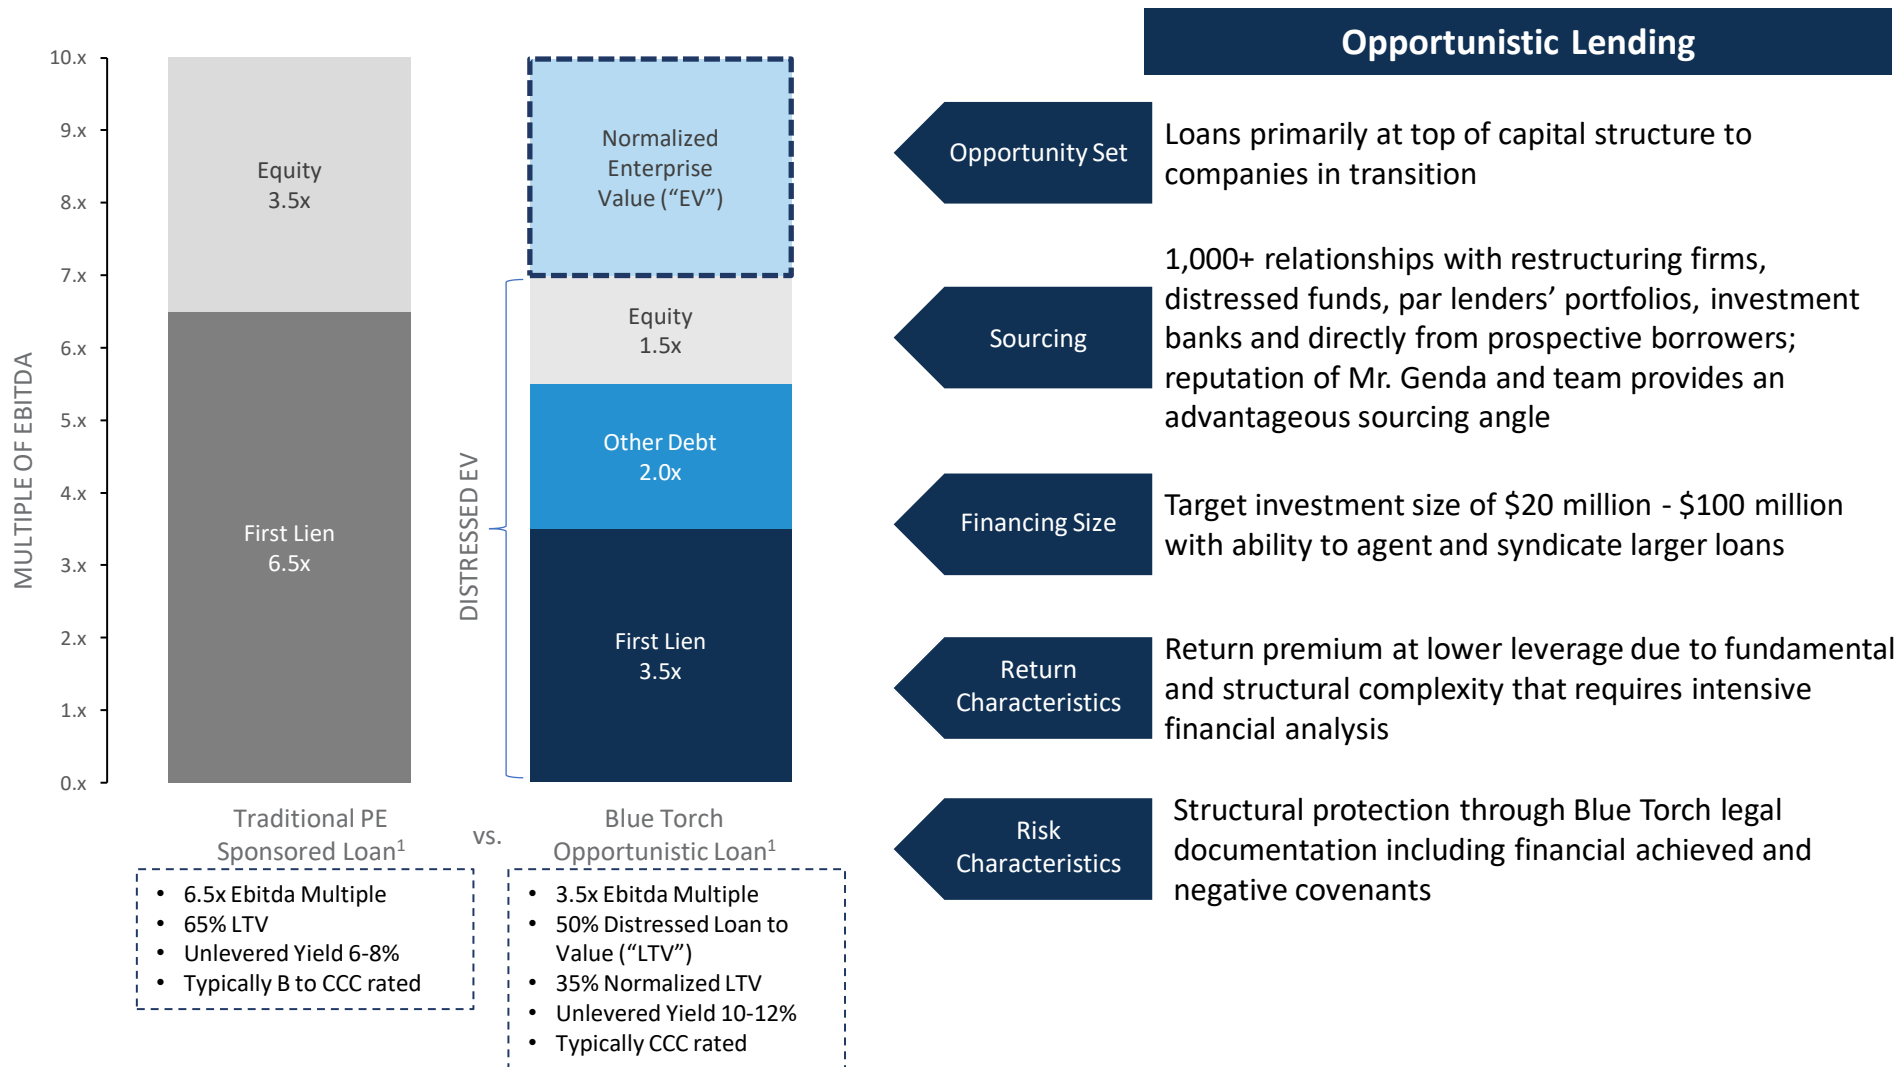 Opportunistic Lending
MULTIPLE OF EBITDA
10.x
9.x
8.x
7.x
6.x
5.x
4.x
3.x
2.x
1.x
0.x
Equity
3.5x
First Lien
6.5x
DISTRESSED EV
Normalized
Enterprise
Value (“EV”)
Equity
1.5x
Other Debt
2.0x
First Lien
3.5x
Traditional PE
Sponsored Loan1
vs.
Blue Torch
Opportunistic Loan1
• 6.5x Ebitda Multiple
• 65% LTV
• Unlevered Yield 6-8%
• Typically B to CCC rated
• 3.5x Ebitda Multiple
• 50% Distressed Loan to
Value (“LTV”)
• 35% Normalized LTV
• Unlevered Yield 10-12%
• Typically CCC rated
Opportunity Set
Loans primarily at top of capital structure to
companies in transition
Sourcing
1,000+ relationships with restructuring firms,
distressed funds, par lenders’ portfolios, investment
banks and directly from prospective borrowers;
reputation of Mr. Genda and team provides an
advantageous sourcing angle
Financing Size
Target investment size of $20 million - $100 million
with ability to agent and syndicate larger loans
Return
Characteristics
Return premium at lower leverage due to fundamental
and structural complexity that requires intensive
financial analysis
Risk
Characteristics
Structural protection through Blue Torch legal
documentation including financial achieved and
negative covenants